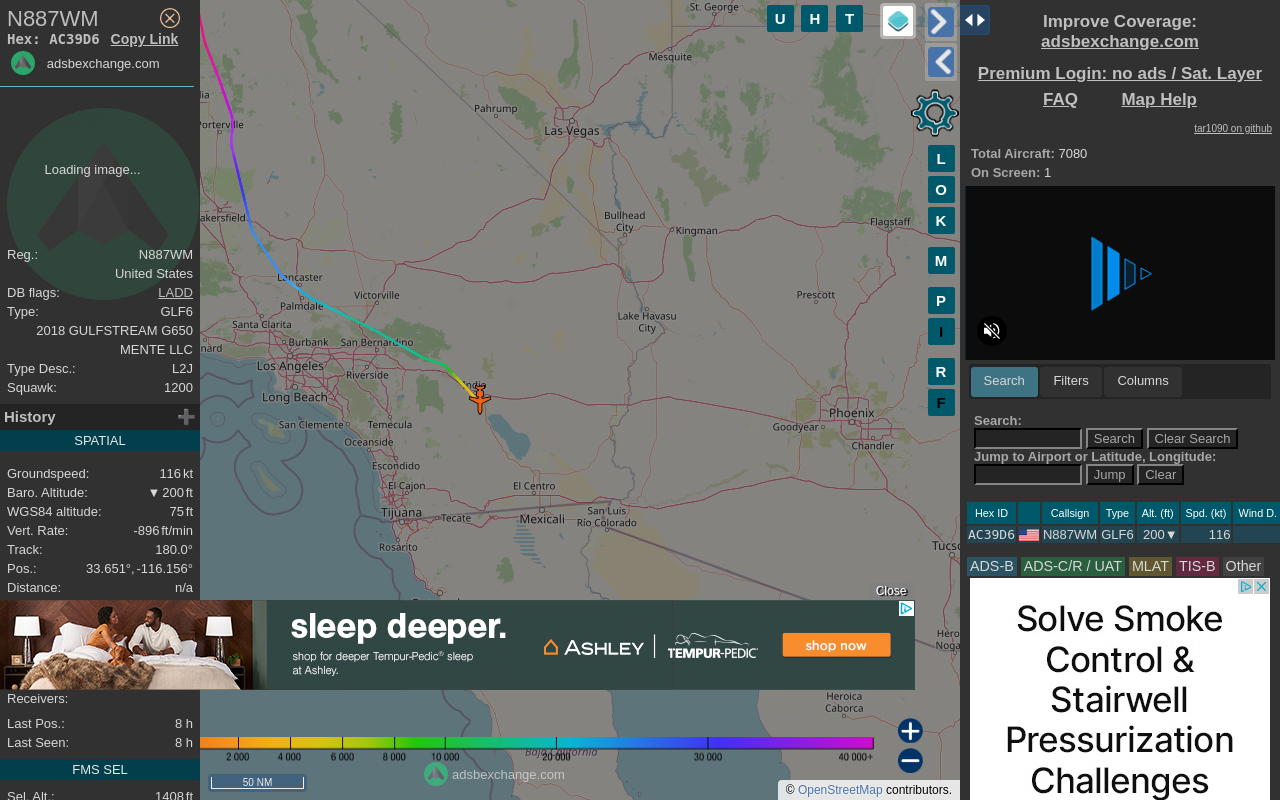 N887WM
Hex: AC39D6 Copy Link
adsbexchange.com
Loading image...
Reg.: N887WM
United States
DB flags: LADD
Type: GLF6
2018 GULFSTREAM G650
MENTE LLC
Type Desc.: L2J
Squawk: 1200
History
SPATIAL
Groundspeed: 116 kt
Baro. Altitude: ▼ 200 ft
WGS84 altitude: 75 ft
Vert. Rate: -896 ft/min
Track: 180.0°
Pos.: 33.651°, -116.156°
Distance: n/a
Receivers:
Last Pos.: 8 h
Last Seen: 8 h
FMS SEL
Sel. Alt.: 1408 ft
St. George
Mesquite
Pahrump
Las Vegas
Porterville
akersfield
Bullhead
City
Kingman
Flagstaff
Lancaster
Palmdale
Victorville
Prescott
Lake Havasu
City
Santa Clarita
nard
Burbank
San Bernardino
Los Angeles
Riverside
Indio
Long Beach
Phoenix
San Clemente
Temecula
Goodyear
Oceanside
Chandler
Escondido
El Cajon
El Centro
Tijuana
Tecate
Mexicali
San Luis
Río Colorado
Rosarito
Tucso
Hero
Noga
Heroica
Caborca
Baja California
U H T
L
O
K
M
P
I
R
F
Close
sleep deeper.
shop for deeper Tempur-Pedic® sleep
at Ashley.
ASHLEY
TEMPUR-PEDIC
shop now
2 000 4 000 6 000 8 000 10 000 20 000 30 000 40 000+
50 NM
adsbexchange.com
© OpenStreetMap contributors.
Improve Coverage:
adsbexchange.com
Premium Login: no ads / Sat. Layer
FAQ Map Help
tar1090 on github
Total Aircraft: 7080
On Screen: 1
Search Filters Columns
Search:
Search Clear Search
Jump to Airport or Latitude, Longitude:
Jump Clear
Hex ID Callsign Type Alt. (ft) Spd. (kt) Wind D.
AC39D6 N887WM GLF6 200▼ 116
ADS-B ADS-C/R / UAT MLAT TIS-B Other
Solve Smoke
Control &
Stairwell
Pressurization
Challenges